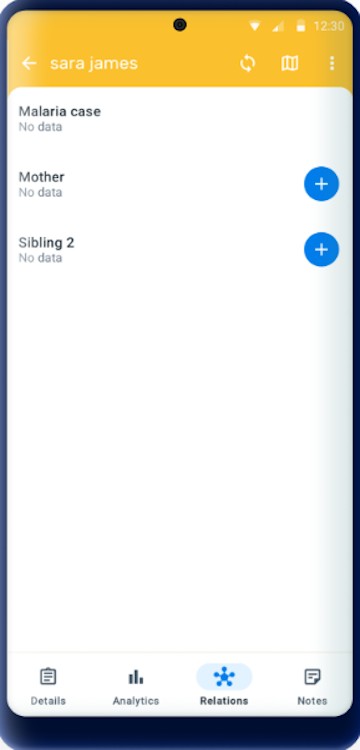 12:30
sara james
Malaria case
No data
Mother
No data
Sibling 2
No data
Details
Analytics
Relations
Notes